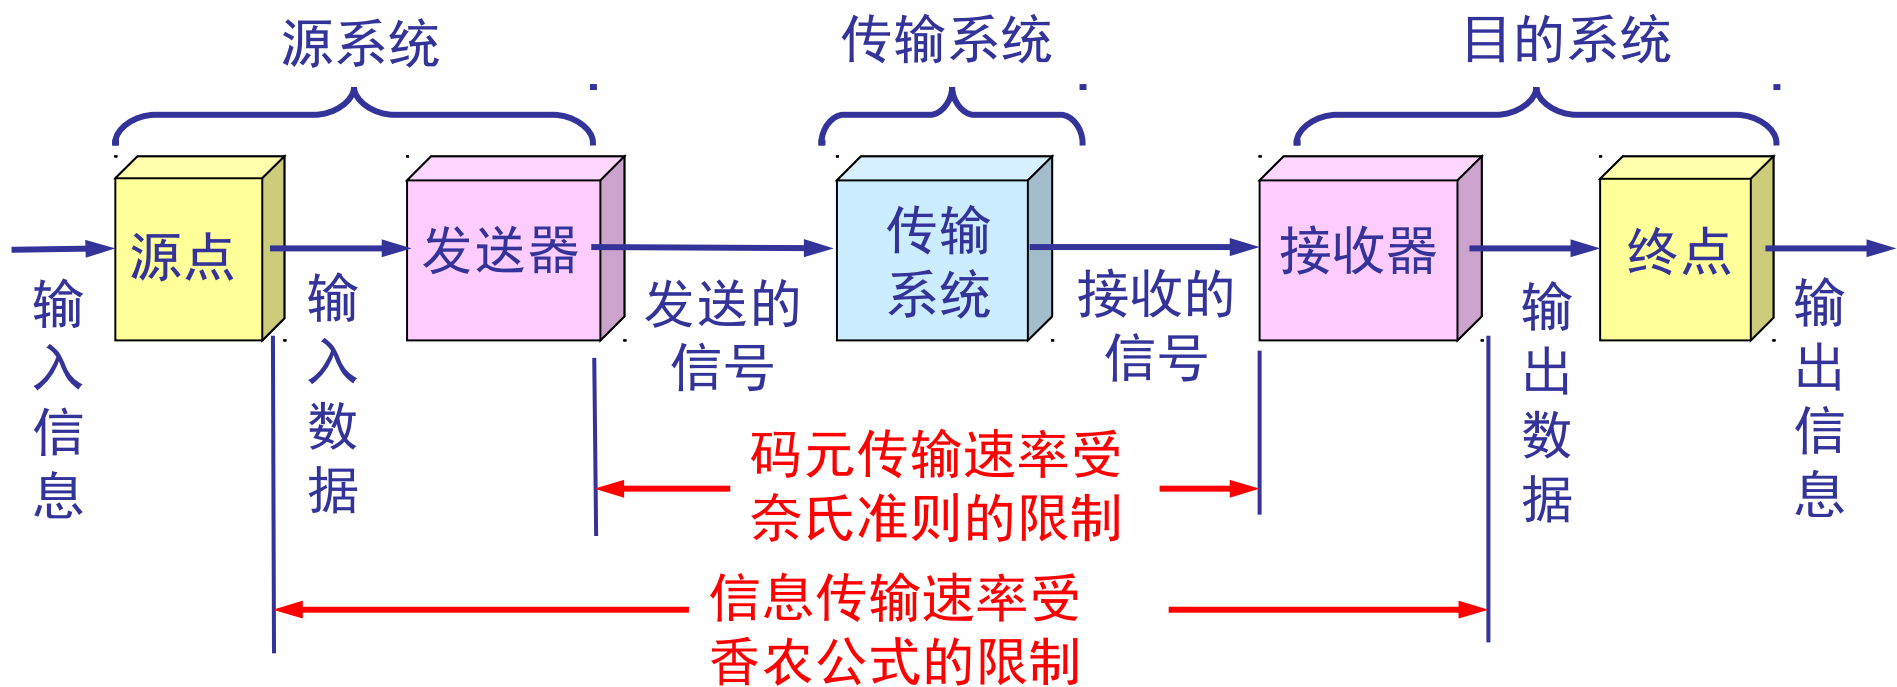 源系统
传输系统
目的系统
源点
发送器
传输
系统
接收器
终点
输入信息
输入数据
发送的
信号
接收的
信号
输出数据
输出信息
码元传输速率受
奈氏准则的限制
信息传输速率受
香农公式的限制